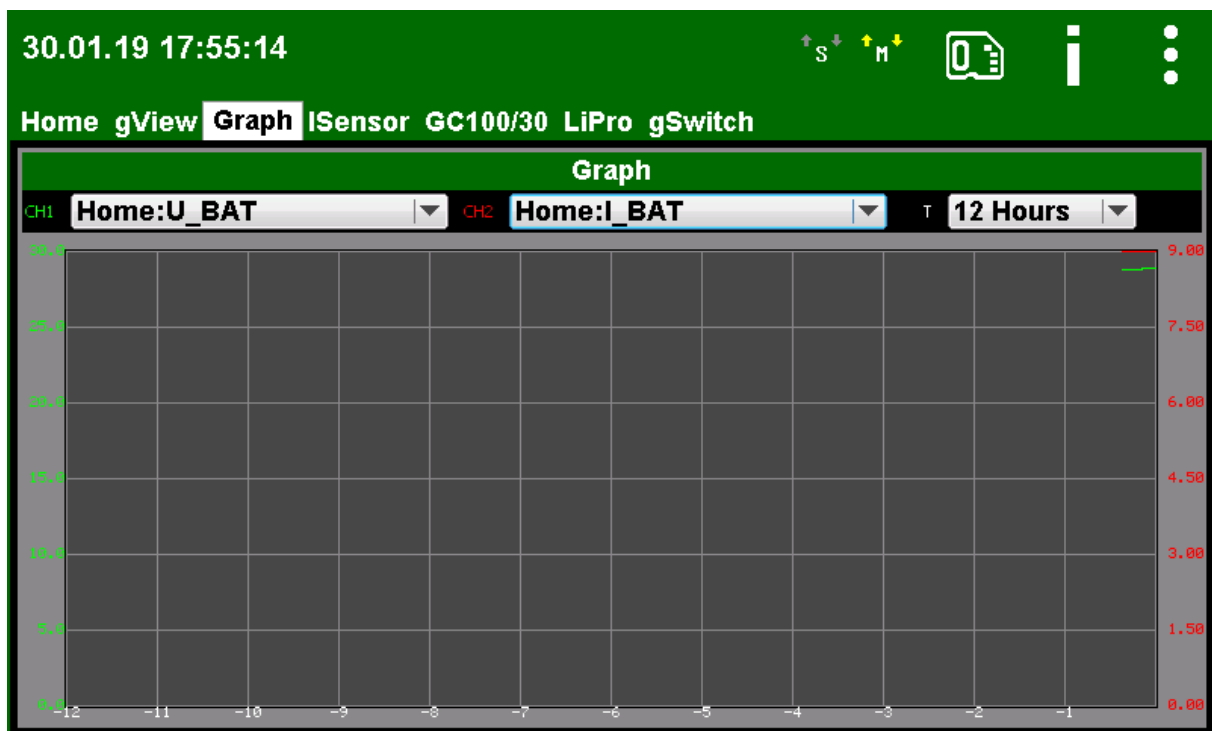 30.01.19 17:55:14
S M
Home gView Graph ISensor GC100/30 LiPro gSwitch
Graph
CH1 Home:U_BAT CH2 Home:I_BAT T 12 Hours
30.0 9.00
25.0 7.50
20.0 6.00
15.0 4.50
10.0 3.00
5.0 1.50
0.0 0.00
-12 -11 -10 -9 -8 -7 -6 -5 -4 -3 -2 -1